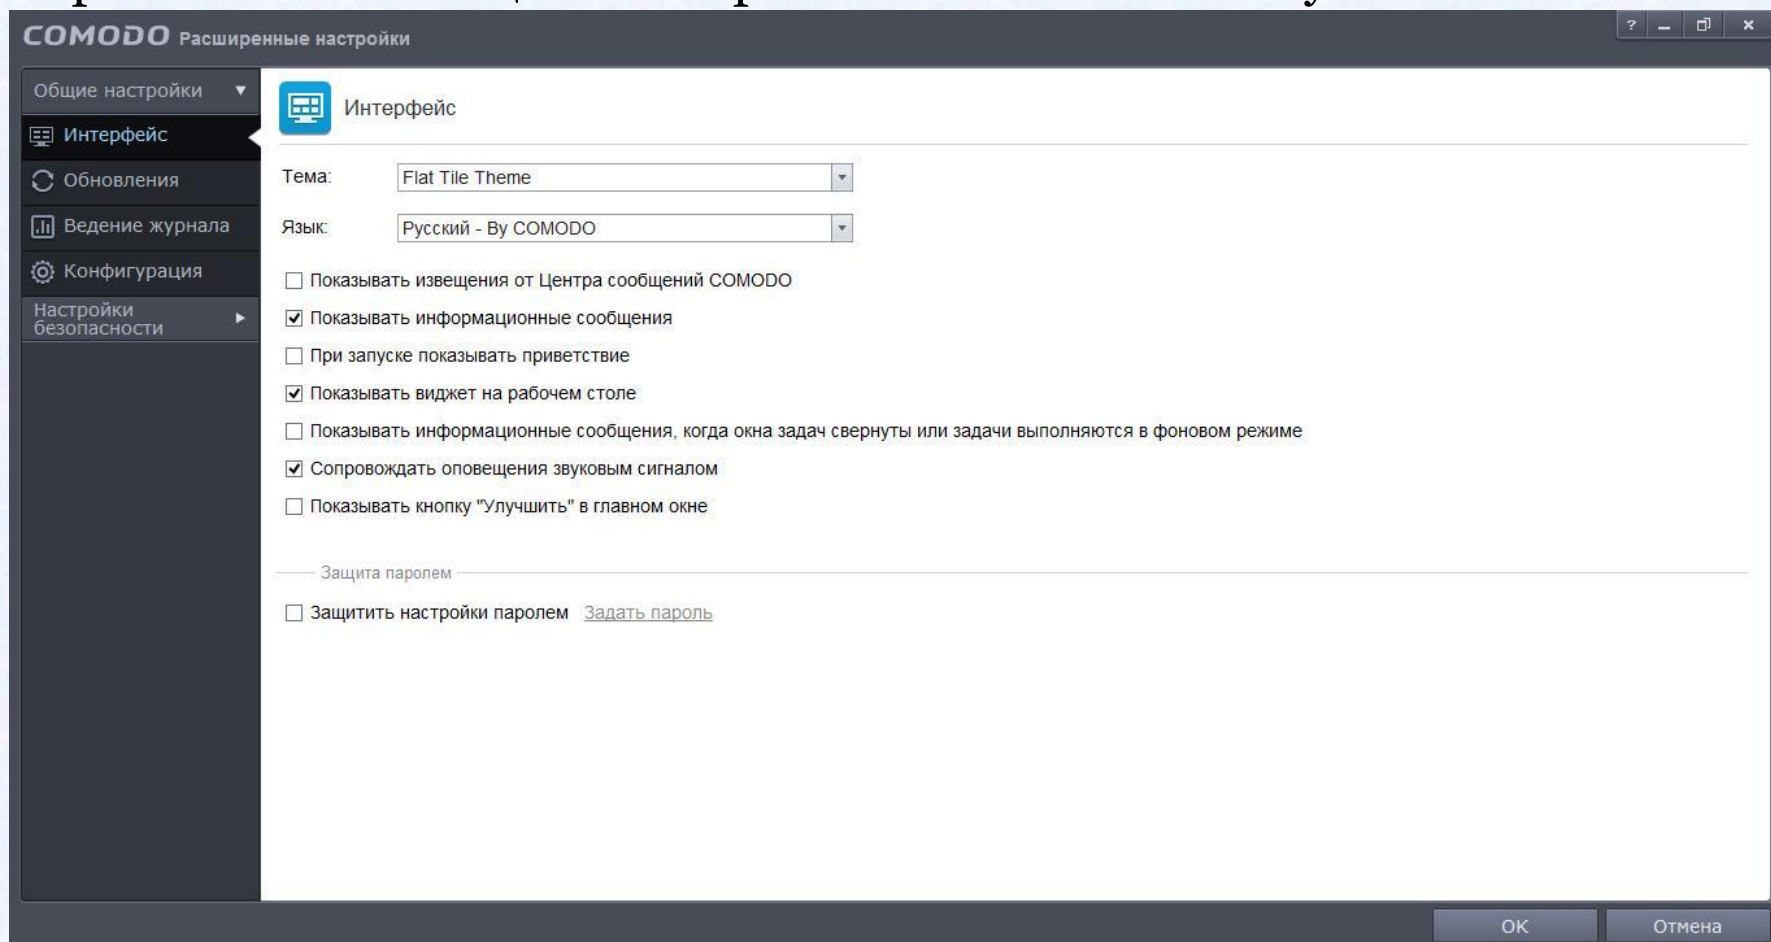 COMODO Расширенные настройки
Общие настройки
Интерфейс
Обновления
Ведение журнала
Конфигурация
Настройки
безопасности
Интерфейс
Тема: Flat Tile Theme
Язык: Русский - By COMODO
Показывать извещения от Центра сообщений COMODO
Показывать информационные сообщения
При запуске показывать приветствие
Показывать виджет на рабочем столе
Показывать информационные сообщения, когда окна задач свернуты или задачи выполняются в фоновом режиме
Сопровождать оповещения звуковым сигналом
Показывать кнопку "Улучшить" в главном окне
Защита паролем
Защитить настройки паролем Задать пароль
OK Отмена